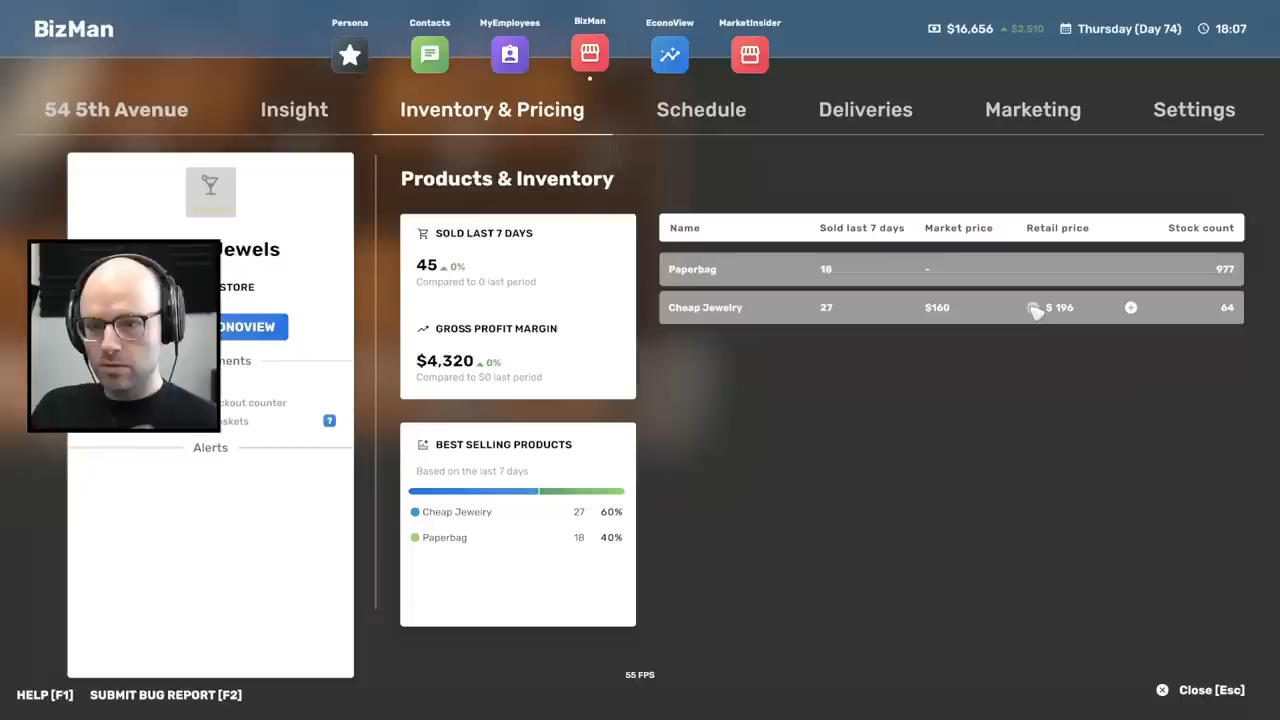 BizMan
Persona
Contacts
MyEmployees
BizMan
EconoView
MarketInsider
$16,656 $2.510
Thursday (Day 74)
18:07
54 5th Avenue
Insight
Inventory & Pricing
Schedule
Deliveries
Marketing
Settings
ewels
STORE
ONOVIEW
ments
ckout counter
skets
?
Alerts
Products & Inventory
SOLD LAST 7 DAYS
45 0%
Compared to 0 last period
GROSS PROFIT MARGIN
$4,320 0%
Compared to $0 last period
BEST SELLING PRODUCTS
Based on the last 7 days
Cheap Jewelry 27 60%
Paperbag 18 40%
Name Sold last 7 days Market price Retail price Stock count
Paperbag 18 - 977
Cheap Jewelry 27 $160 $ 196 64
55 FPS
HELP [F1]
SUBMIT BUG REPORT [F2]
Close [Esc]